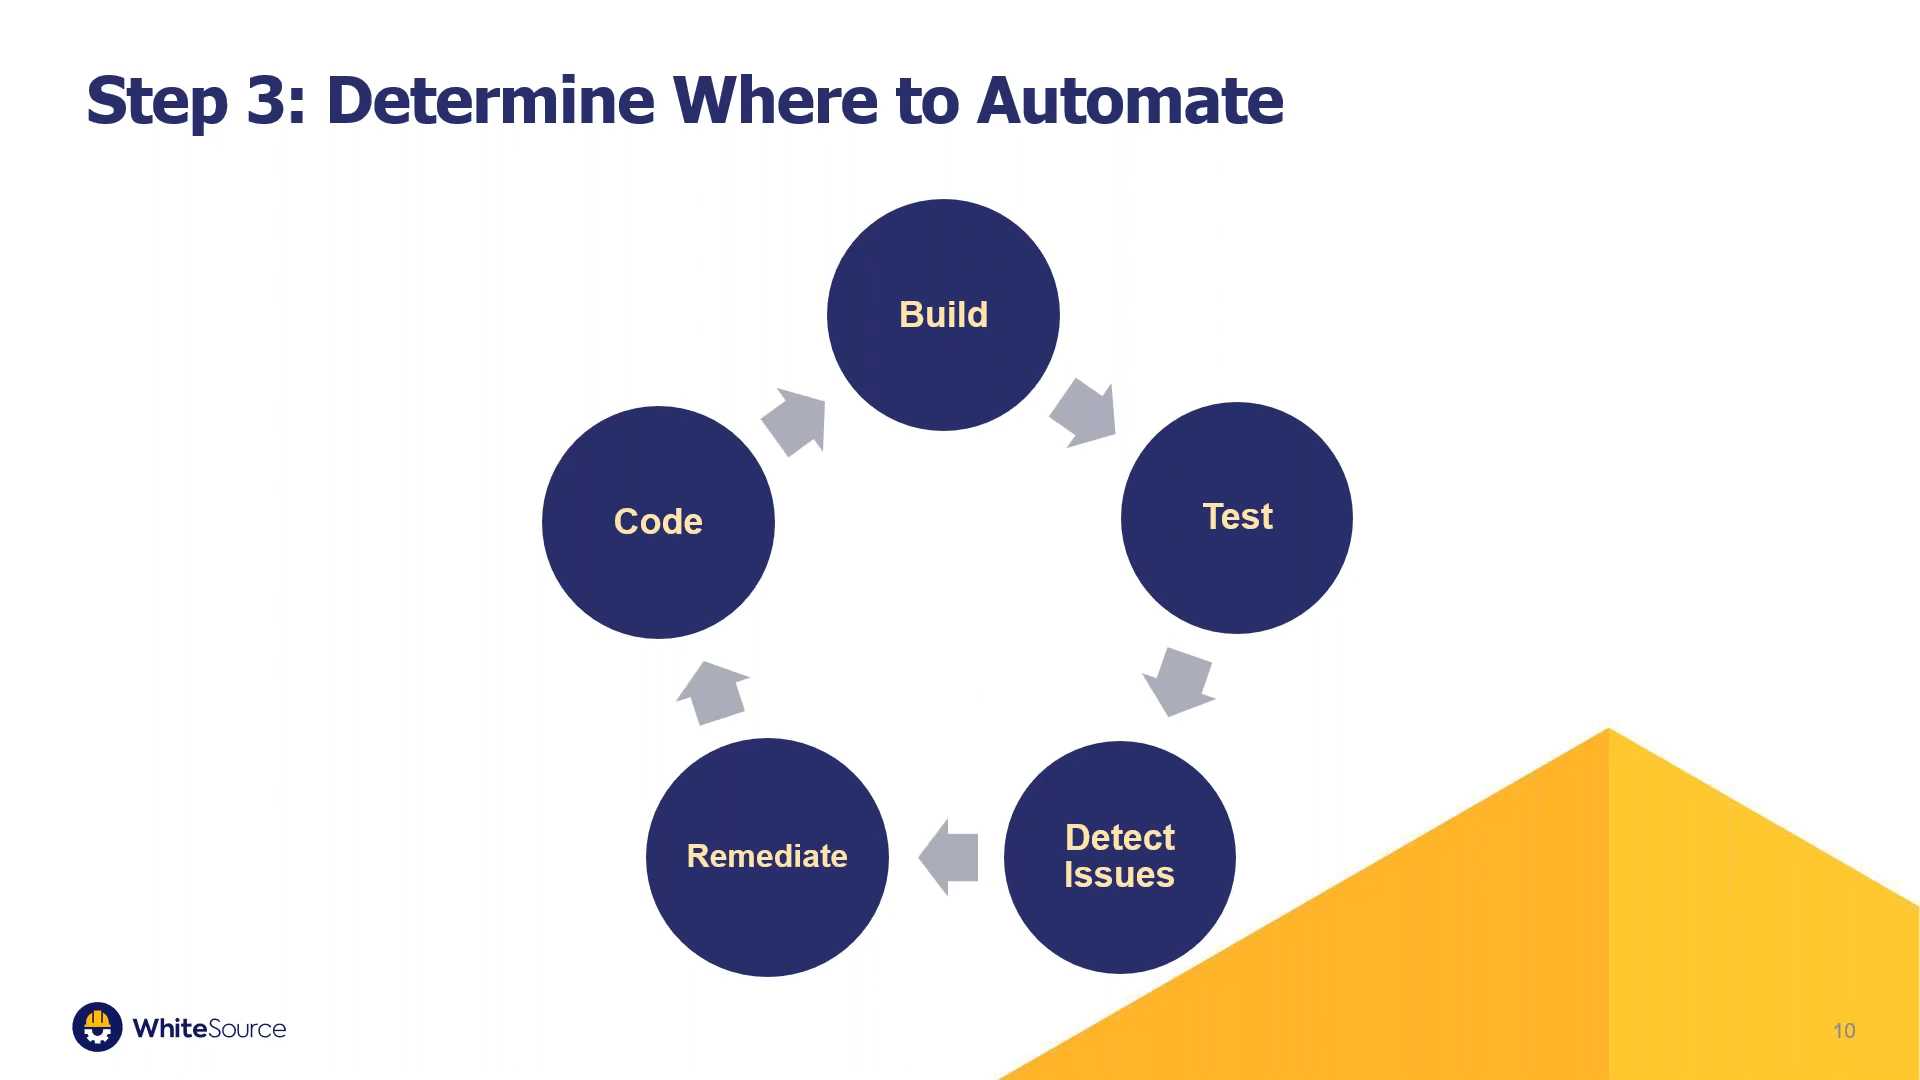 Step 3: Determine Where to Automate
Build
Code
Test
Remediate
Detect
Issues
WhiteSource
10